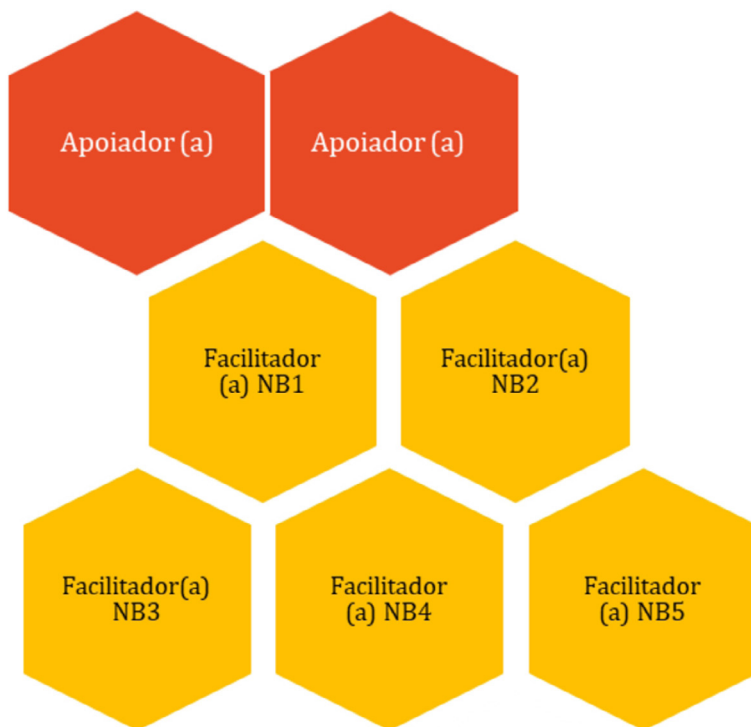 Apoiador (a)
Apoiador (a)
Facilitador
(a) NB1
Facilitador(a)
NB2
Facilitador(a)
NB3
Facilitador
(a) NB4
Facilitador
(a) NB5